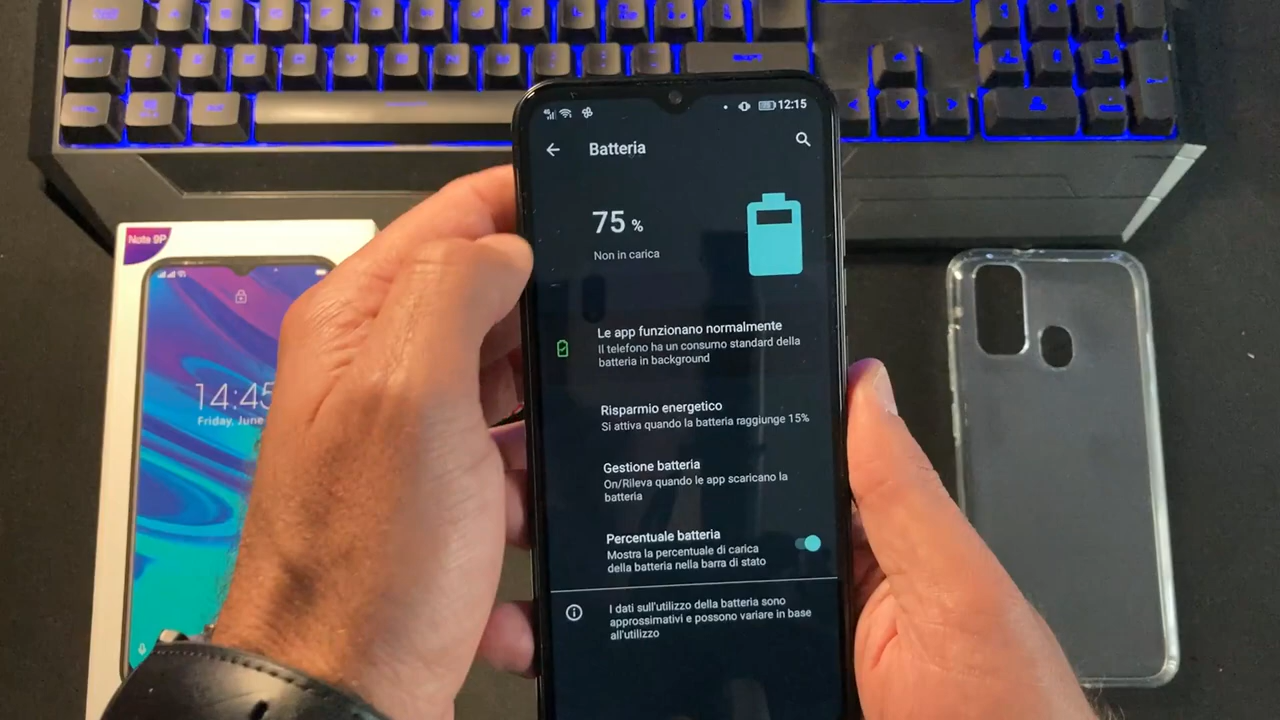 12:15
Batteria
75 %
Non in carica
Le app funzionano normalmente
Il telefono ha un consumo standard della
batteria in background
Risparmio energetico
Si attiva quando la batteria raggiunge 15%
Gestione batteria
On/Rileva quando le app scaricano la
batteria
Percentuale batteria
Mostra la percentuale di carica
della batteria nella barra di stato
I dati sull'utilizzo della batteria sono
approssimativi e possono variare in base
all'utilizzo
Note 9P
14:45
Friday, June